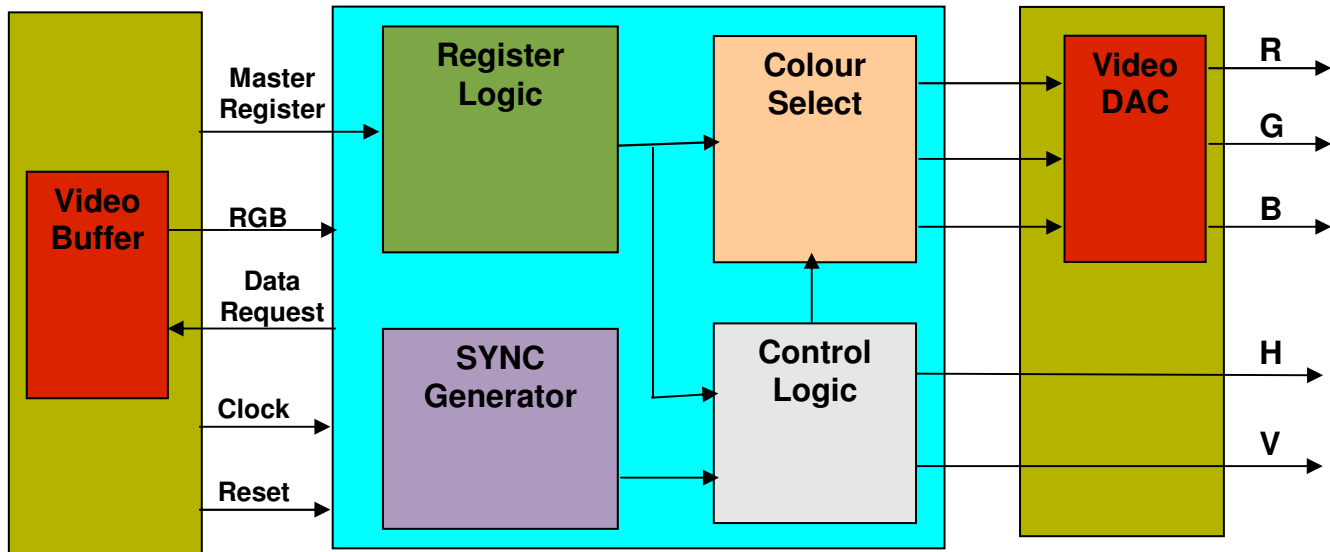 Video
Buffer
Master
Register
RGB
Data
Request
Clock
Reset
Register
Logic
SYNC
Generator
Colour
Select
Control
Logic
Video
DAC
R
G
B
H
V